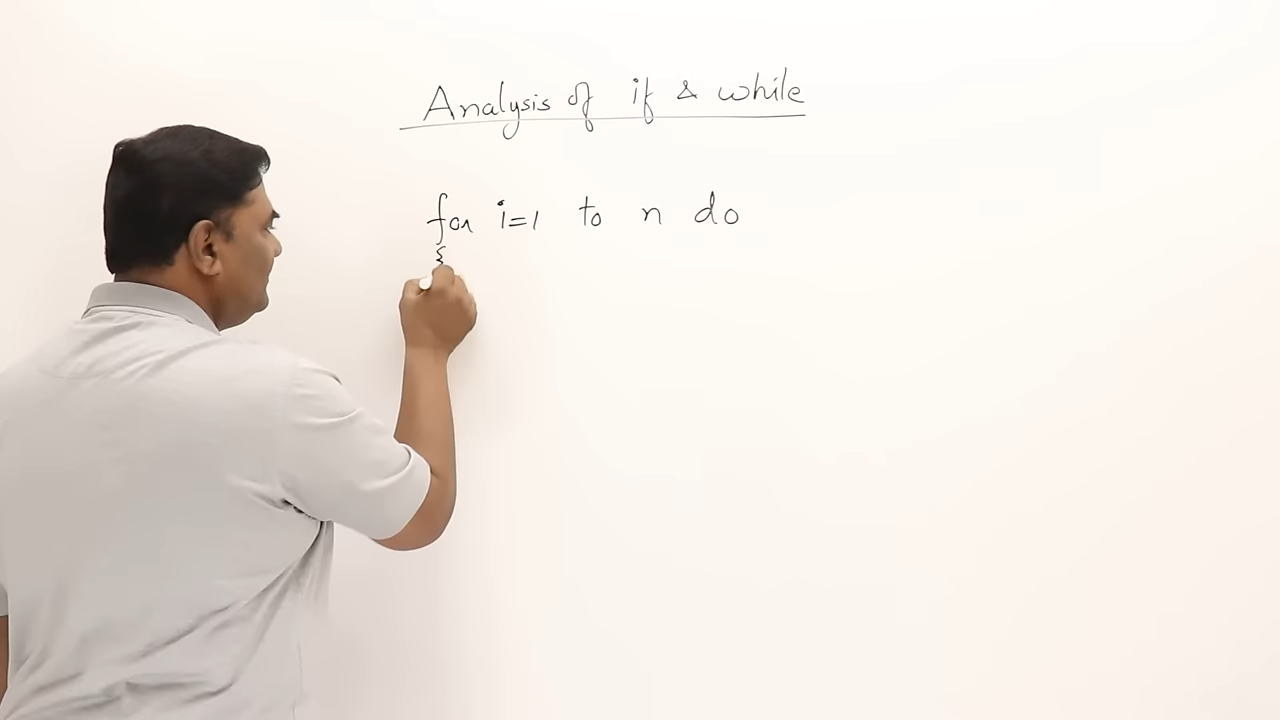 Analysis of if & while
for i=1 to n do
{